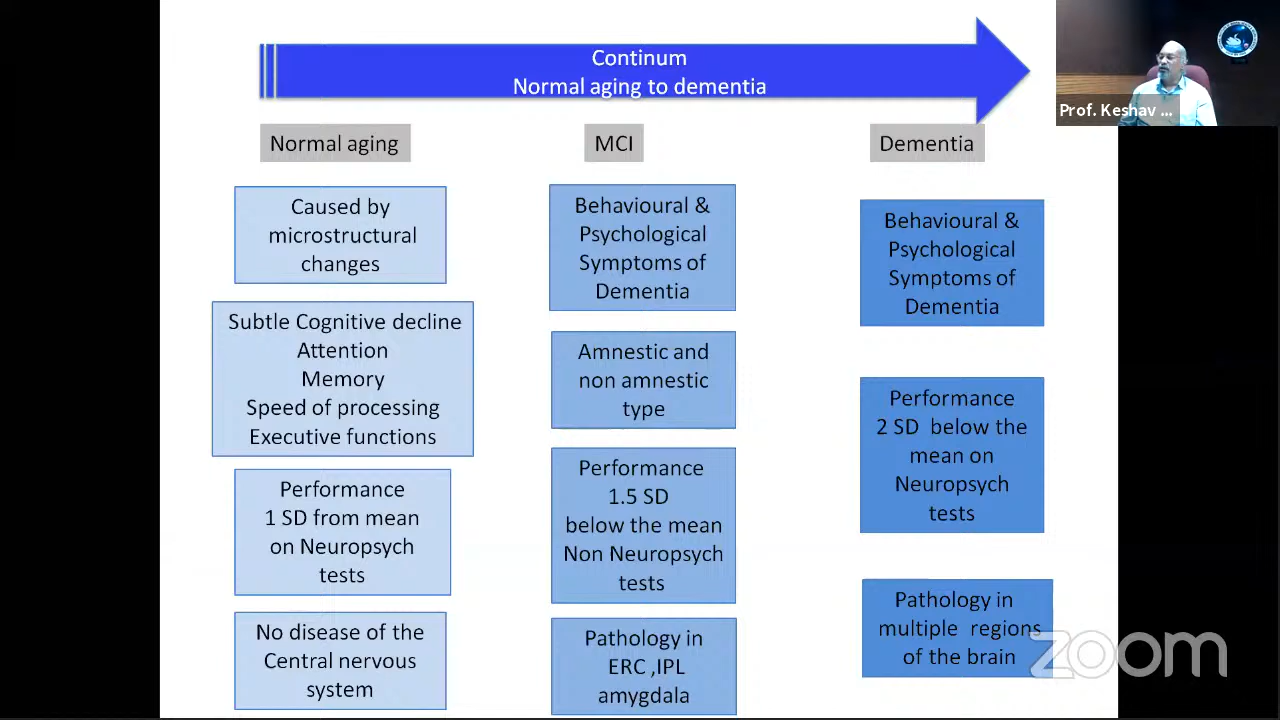 Continum
Normal aging to dementia
Prof. Keshav ...
Normal aging
MCI
Dementia
Caused by
microstructural
changes
Subtle Cognitive decline
Attention
Memory
Speed of processing
Executive functions
Performance
1 SD from mean
on Neuropsych
tests
No disease of the
Central nervous
system
Behavioural &
Psychological
Symptoms of
Dementia
Amnestic and
non amnestic
type
Performance
1.5 SD
below the mean
Non Neuropsych
tests
Pathology in
ERC ,IPL
amygdala
Behavioural &
Psychological
Symptoms of
Dementia
Performance
2 SD below the
mean on
Neuropsych
tests
Pathology in
multiple regions
of the brain
zoom